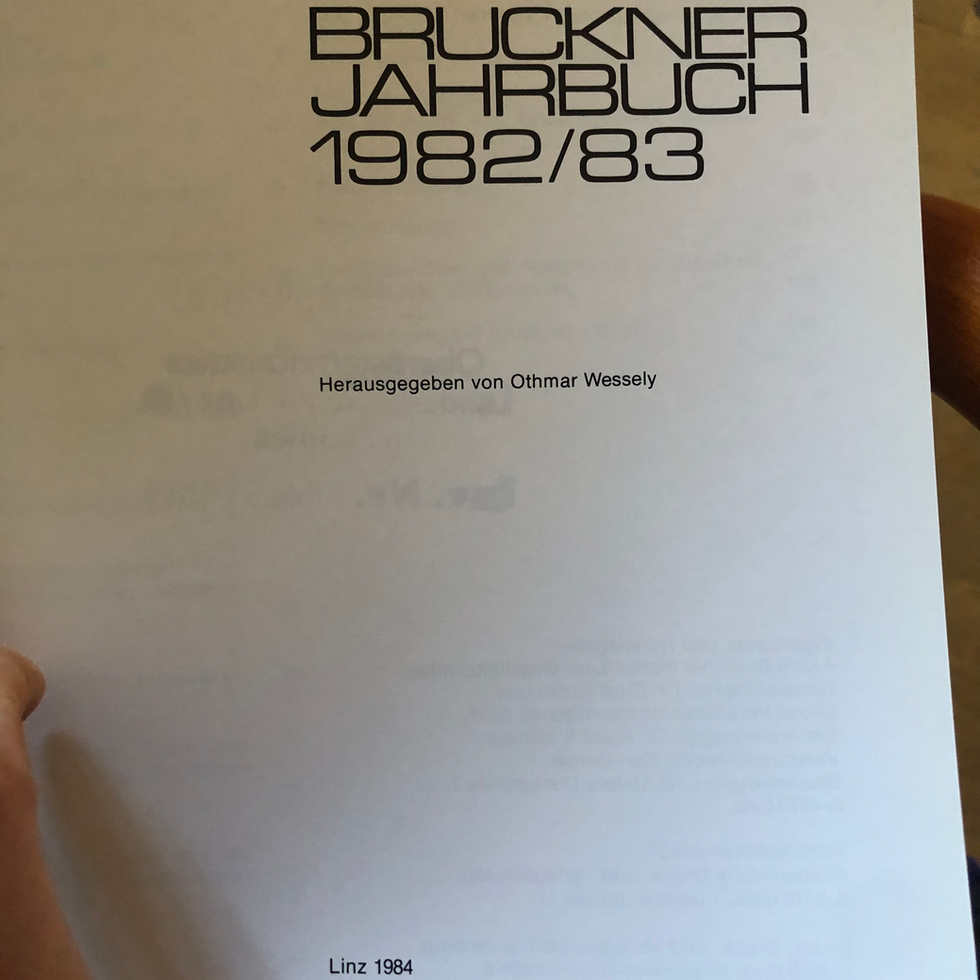 BRUCKNER
JAHRBUCH
1982/83
Herausgegeben von Othmar Wessely
Linz 1984